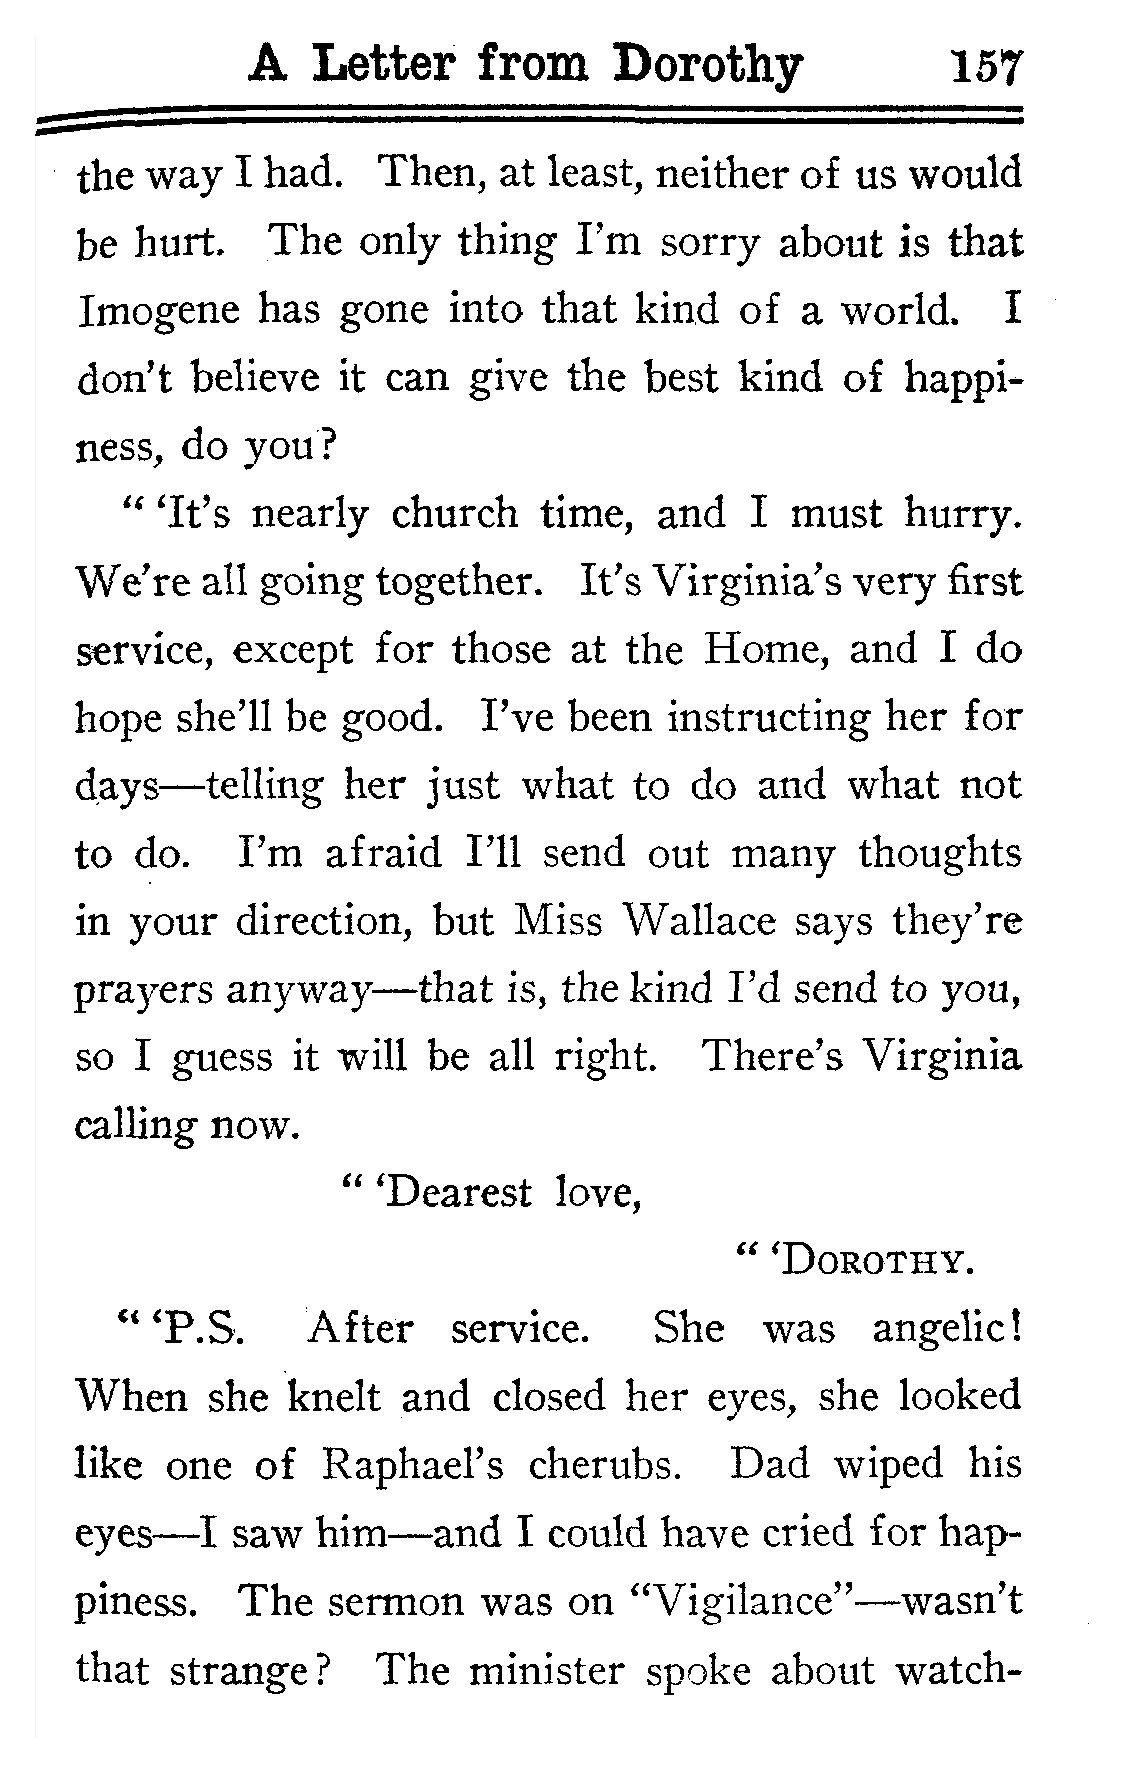 A Letter from Dorothy 157
the way I had. Then, at least, neither of us would
be hurt. The only thing I'm sorry about is that
Imogene has gone into that kind of a world. I
don't believe it can give the best kind of happi-
ness, do you?
" 'It's nearly church time, and I must hurry.
We're all going together. It's Virginia's very first
service, except for those at the Home, and I do
hope she'll be good. I've been instructing her for
days—telling her just what to do and what not
to do. I'm afraid I'll send out many thoughts
in your direction, but Miss Wallace says they're
prayers anyway—that is, the kind I'd send to you,
so I guess it will be all right. There's Virginia
calling now.
" 'Dearest love,
" 'DOROTHY.
" 'P.S. After service. She was angelic!
When she knelt and closed her eyes, she looked
like one of Raphael's cherubs. Dad wiped his
eyes—I saw him—and I could have cried for hap-
piness. The sermon was on "Vigilance"—wasn't
that strange? The minister spoke about watch-